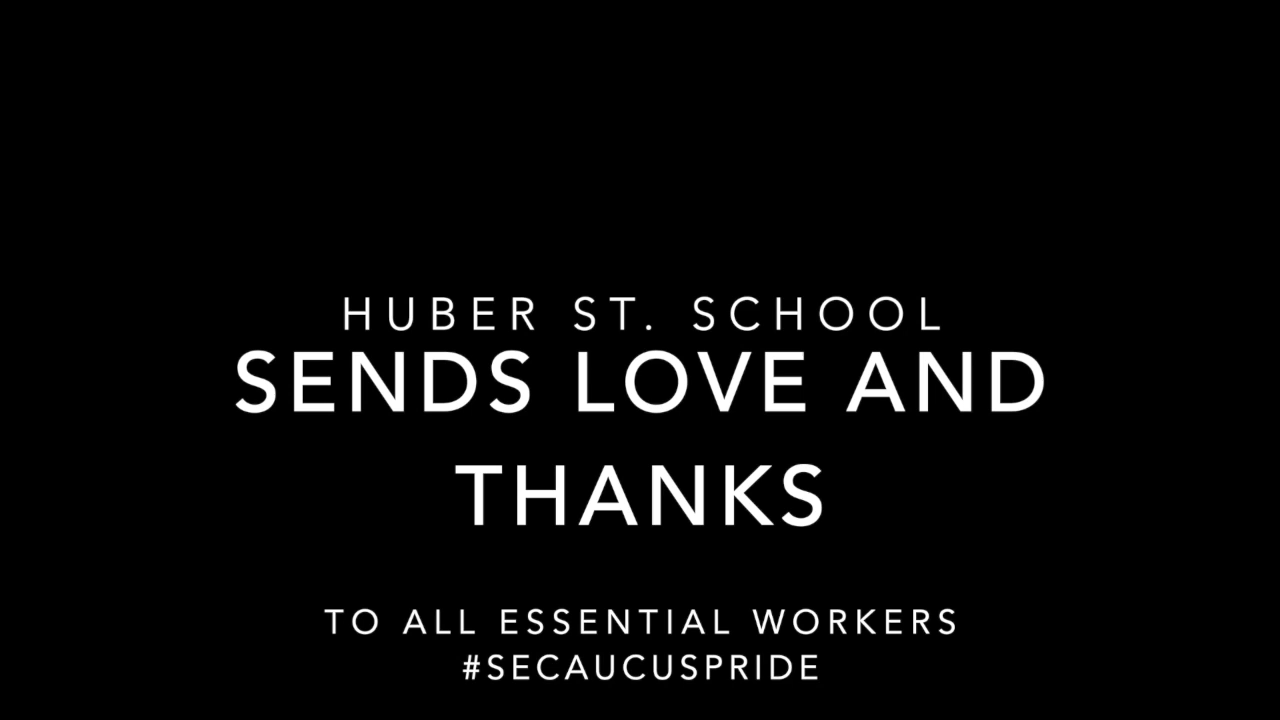 HUBER ST. SCHOOL
SENDS LOVE AND
THANKS
TO ALL ESSENTIAL WORKERS
#SECAUCUSPRIDE